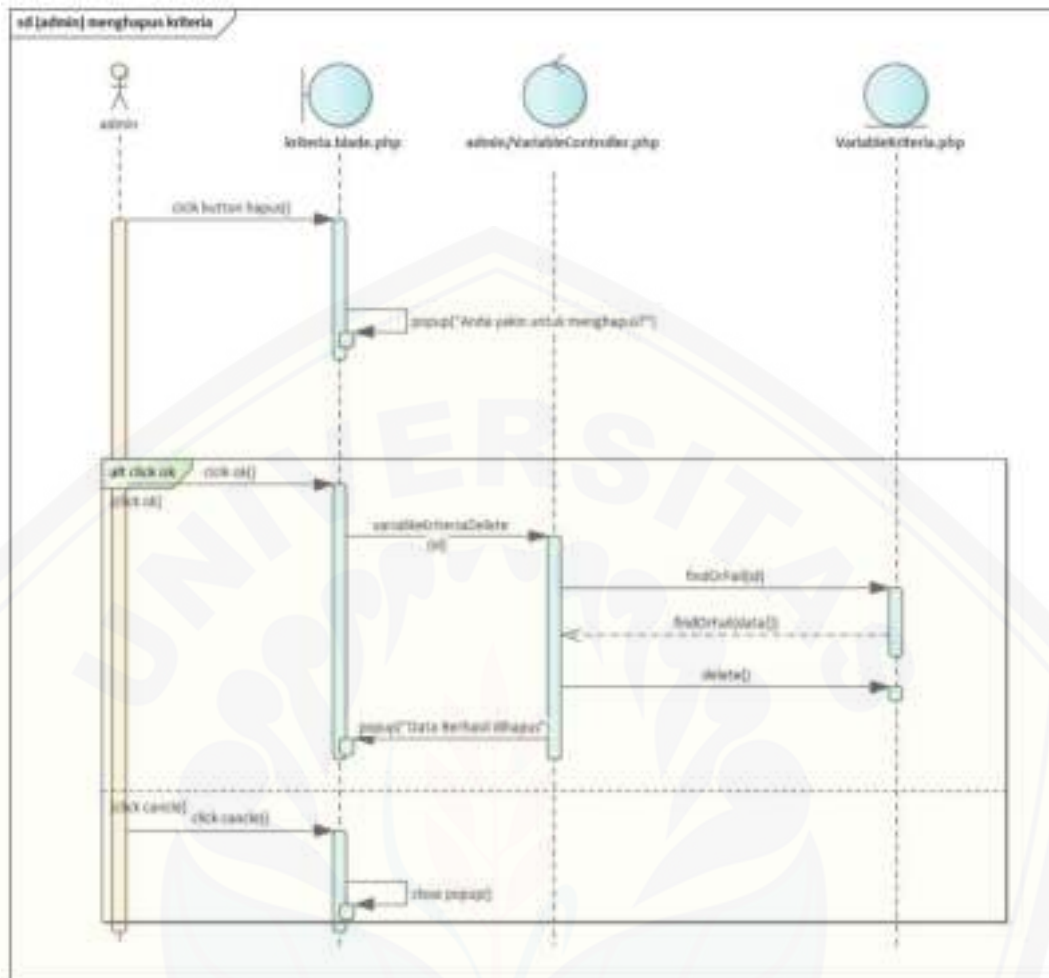 sd [admin] menghapus kriteria
admin
kriteria.blade.php
admin/VariableController.php
VariableKriteria.php
click button hapus()
popup("Anda yakin untuk menghapus?")
alt click ok
click ok()
[click ok]
variableKriteriaDelete
(id)
findOrFail(id)
findOrFail(data())
delete()
popup("Data Berhasil dihapus"
[click cancle]
click cancle()
close popup()
UNIVERSITAS